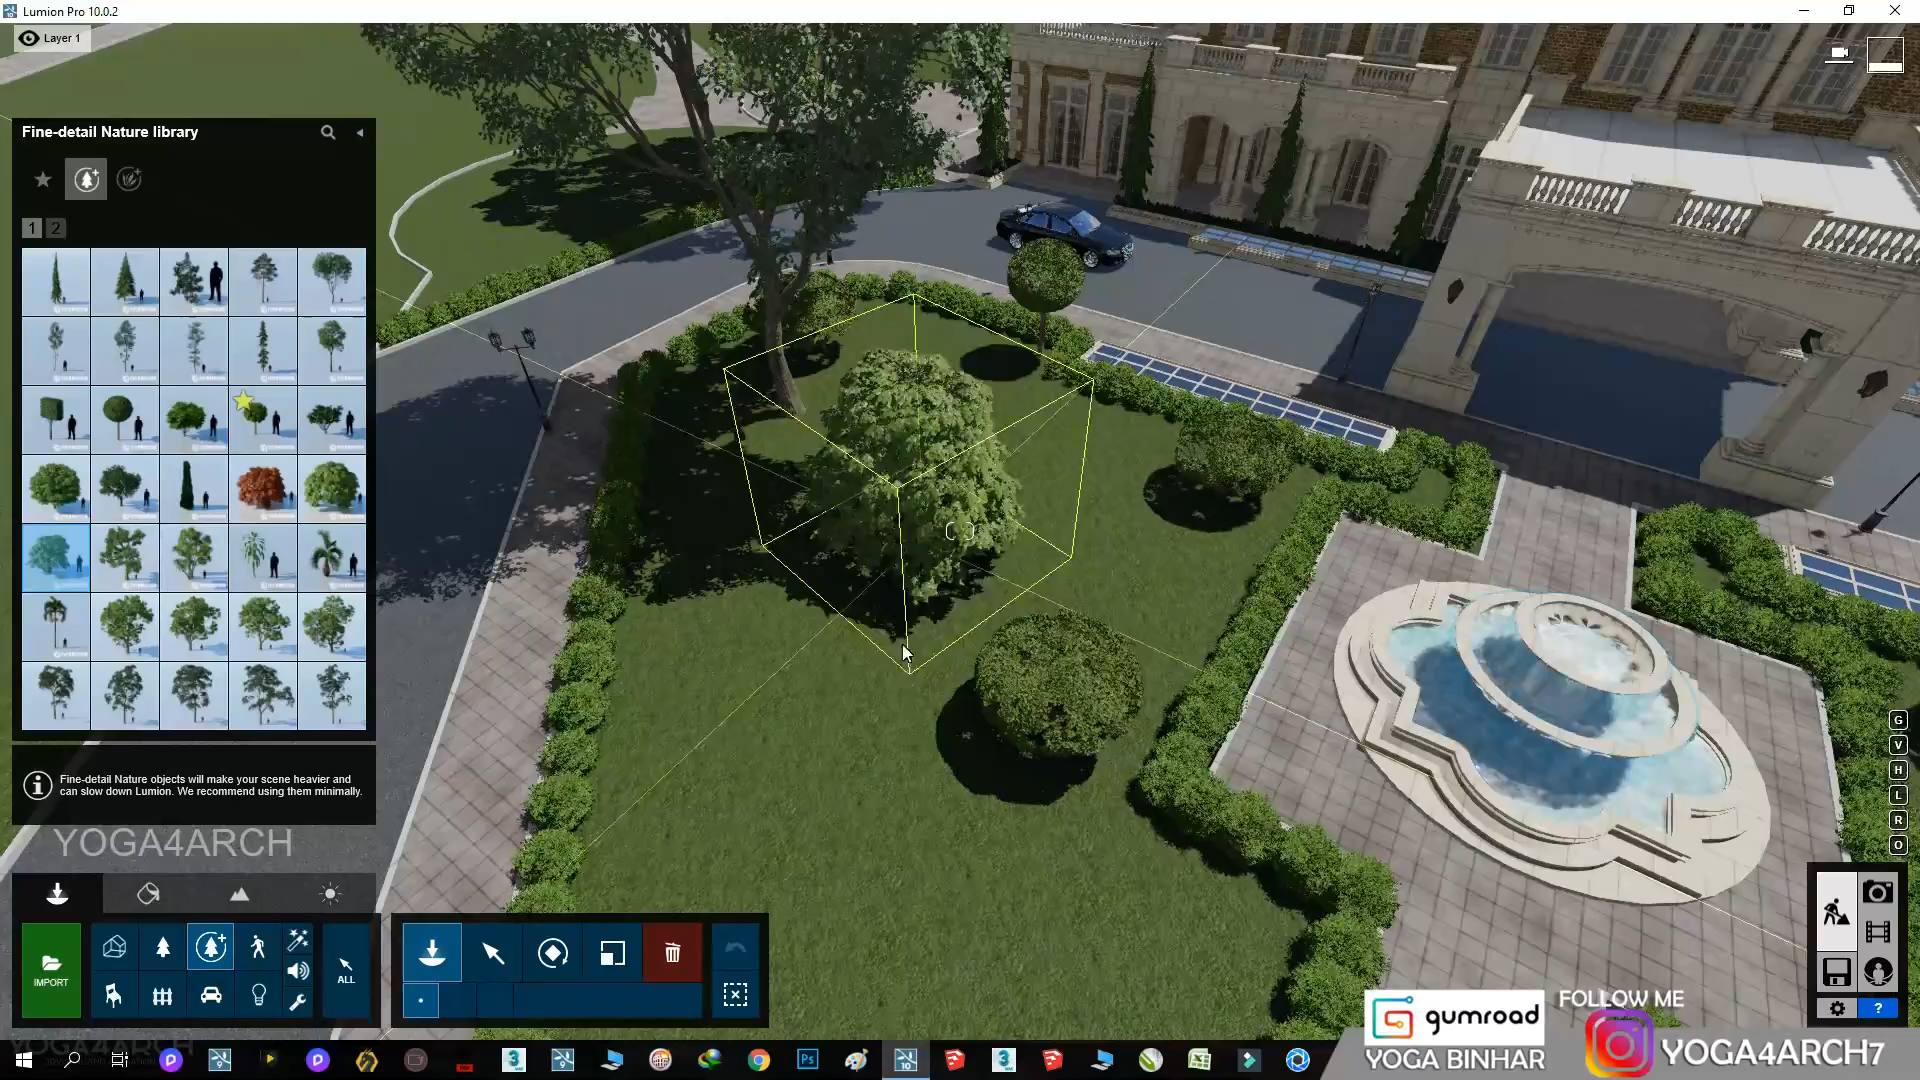 Lumion Pro 10.0.2
Layer 1
Fine-detail Nature library
1 2
Fine-detail Nature objects will make your scene heavier and
can slow down Lumion. We recommend using them minimally.
YOGA4ARCH
IMPORT
ALL
G
V
H
L
R
O
?
gumroad
YOGA BINHAR
FOLLOW ME
YOGA4ARCH7
Ps